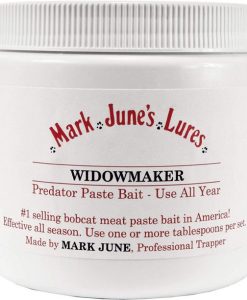 Mark June's Lures
WIDOWMAKER
Predator Paste Bait - Use All Year
#1 selling bobcat meat paste bait in America!
Effective all season. Use one or more tablespoons per set.
Made by MARK JUNE, Professional Trapper